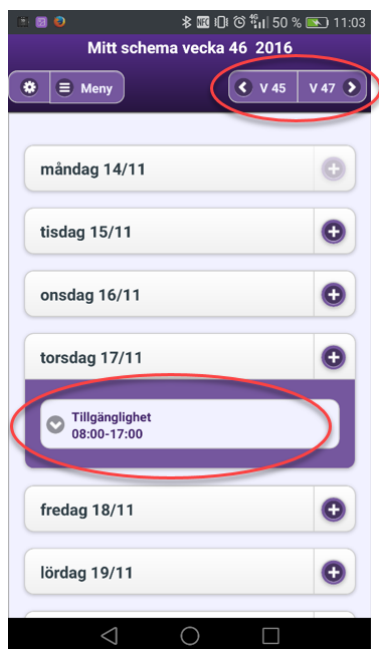 50 % 11:03
Mitt schema vecka 46 2016
Meny
V 45 V 47
måndag 14/11
tisdag 15/11
onsdag 16/11
torsdag 17/11
Tillgänglighet
08:00-17:00
fredag 18/11
lördag 19/11